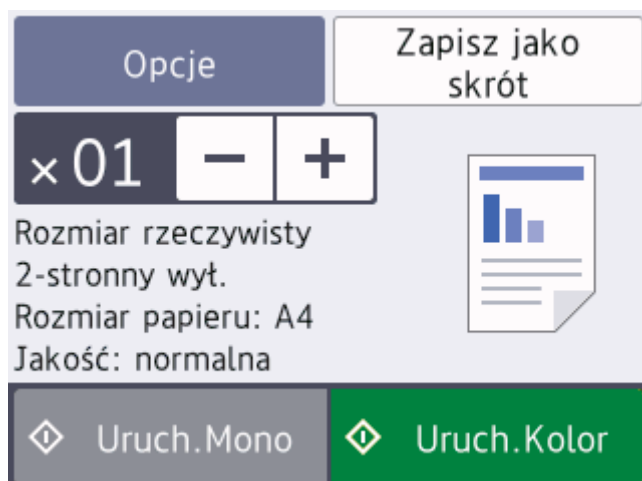 Opcje
Zapisz jako
skrót
×01
− +
Rozmiar rzeczywisty
2-stronny wył.
Rozmiar papieru: A4
Jakość: normalna
Uruch.Mono
Uruch.Kolor